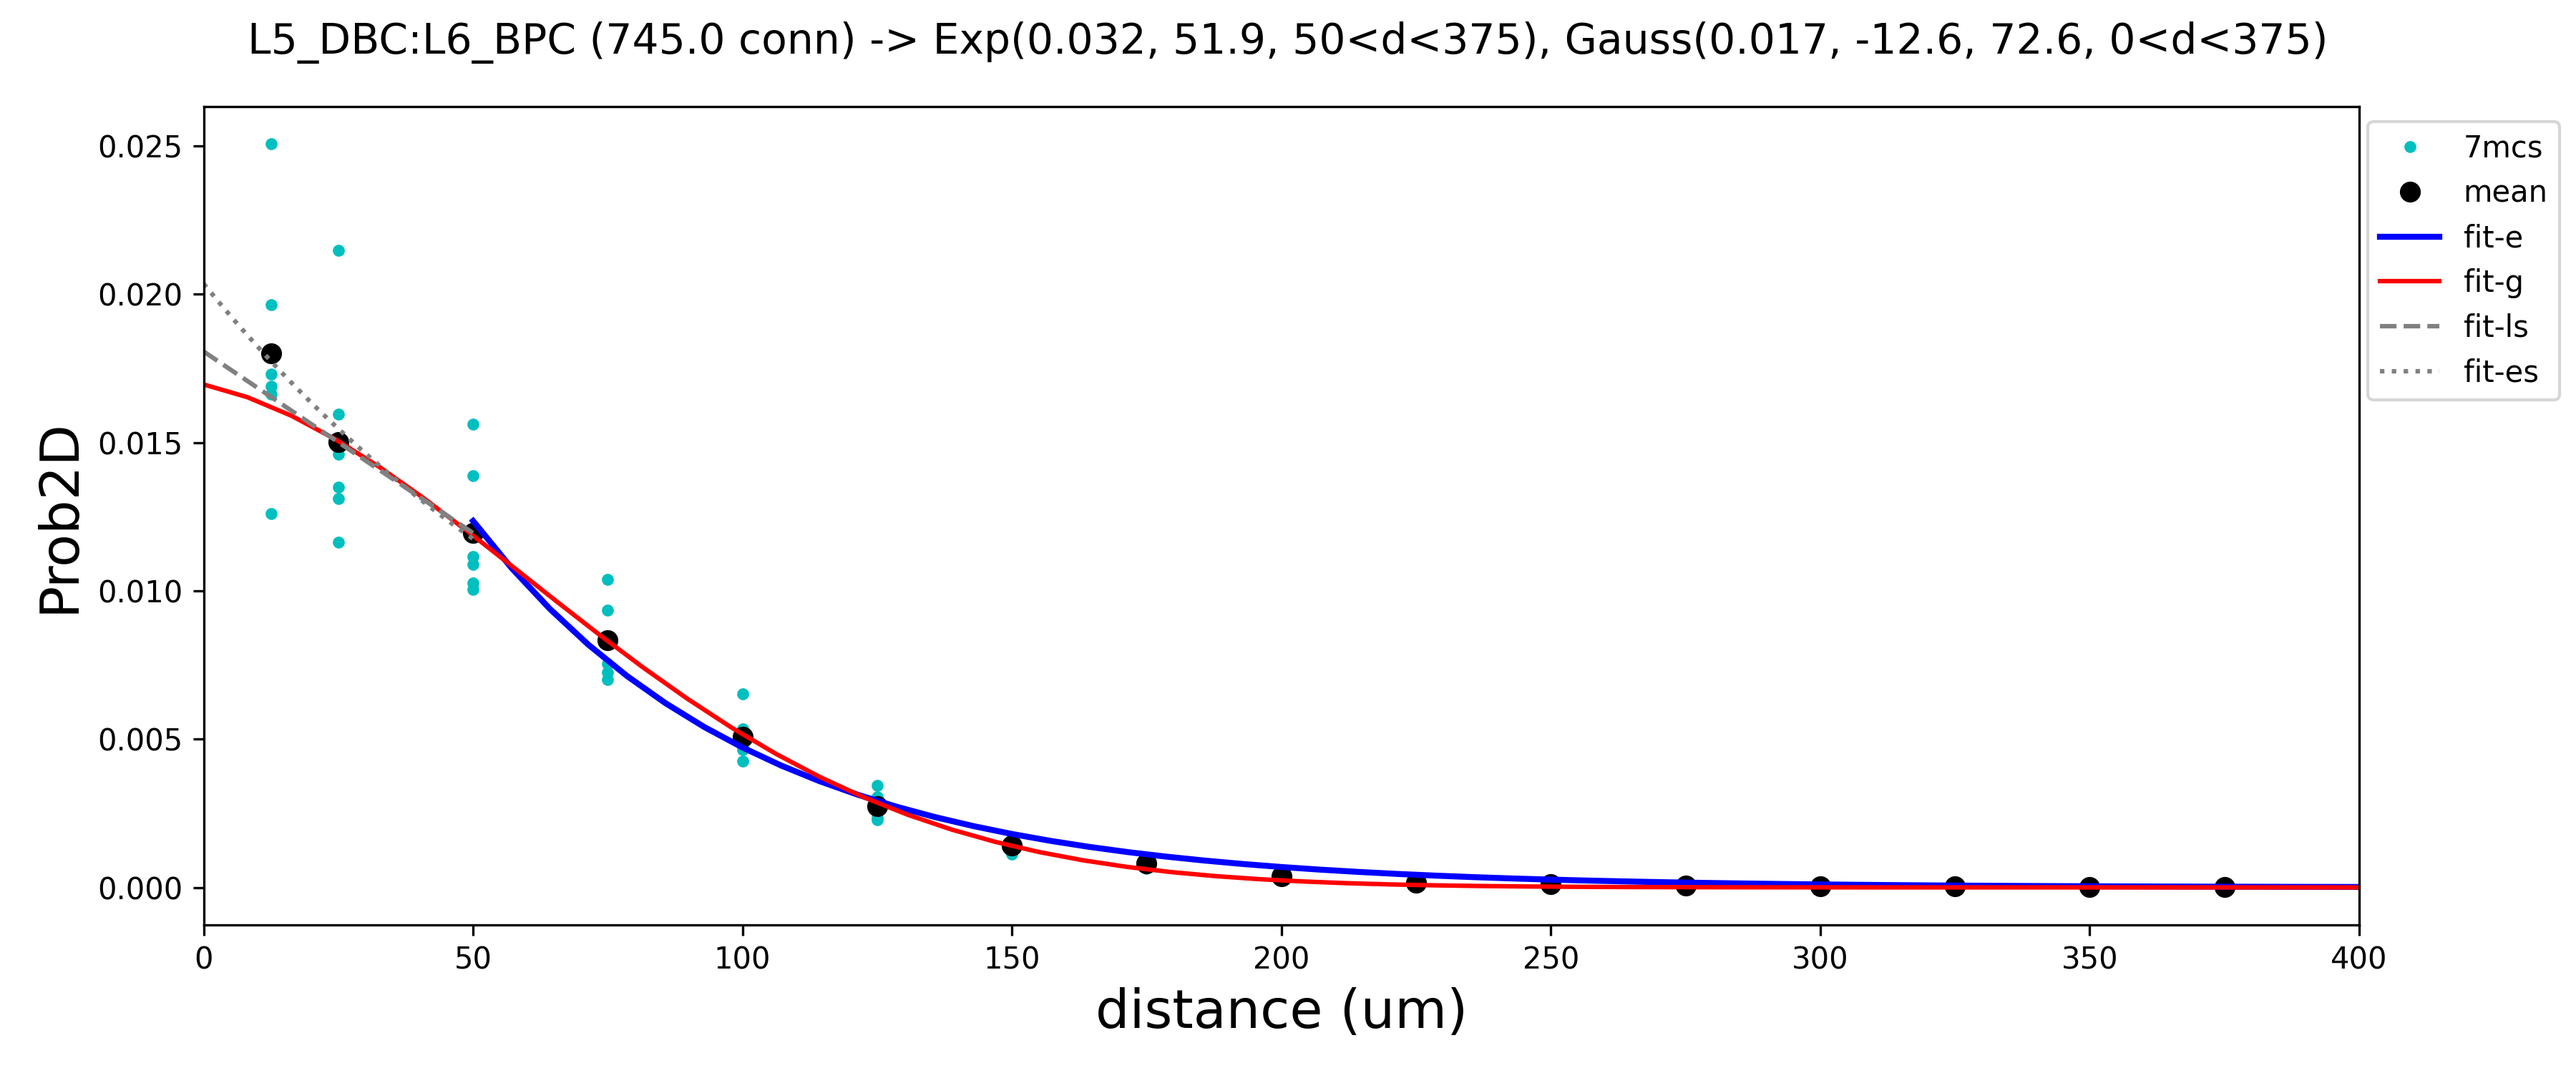 L5_DBC:L6_BPC (745.0 conn) -> Exp(0.032, 51.9, 50<d<375), Gauss(0.017, -12.6, 72.6, 0<d<375)
0.025
0.020
0.015
0.010
0.005
0.000
Prob2D
0 50 100 150 200 250 300 350 400
distance (um)
7mcs
mean
fit-e
fit-g
fit-ls
fit-es